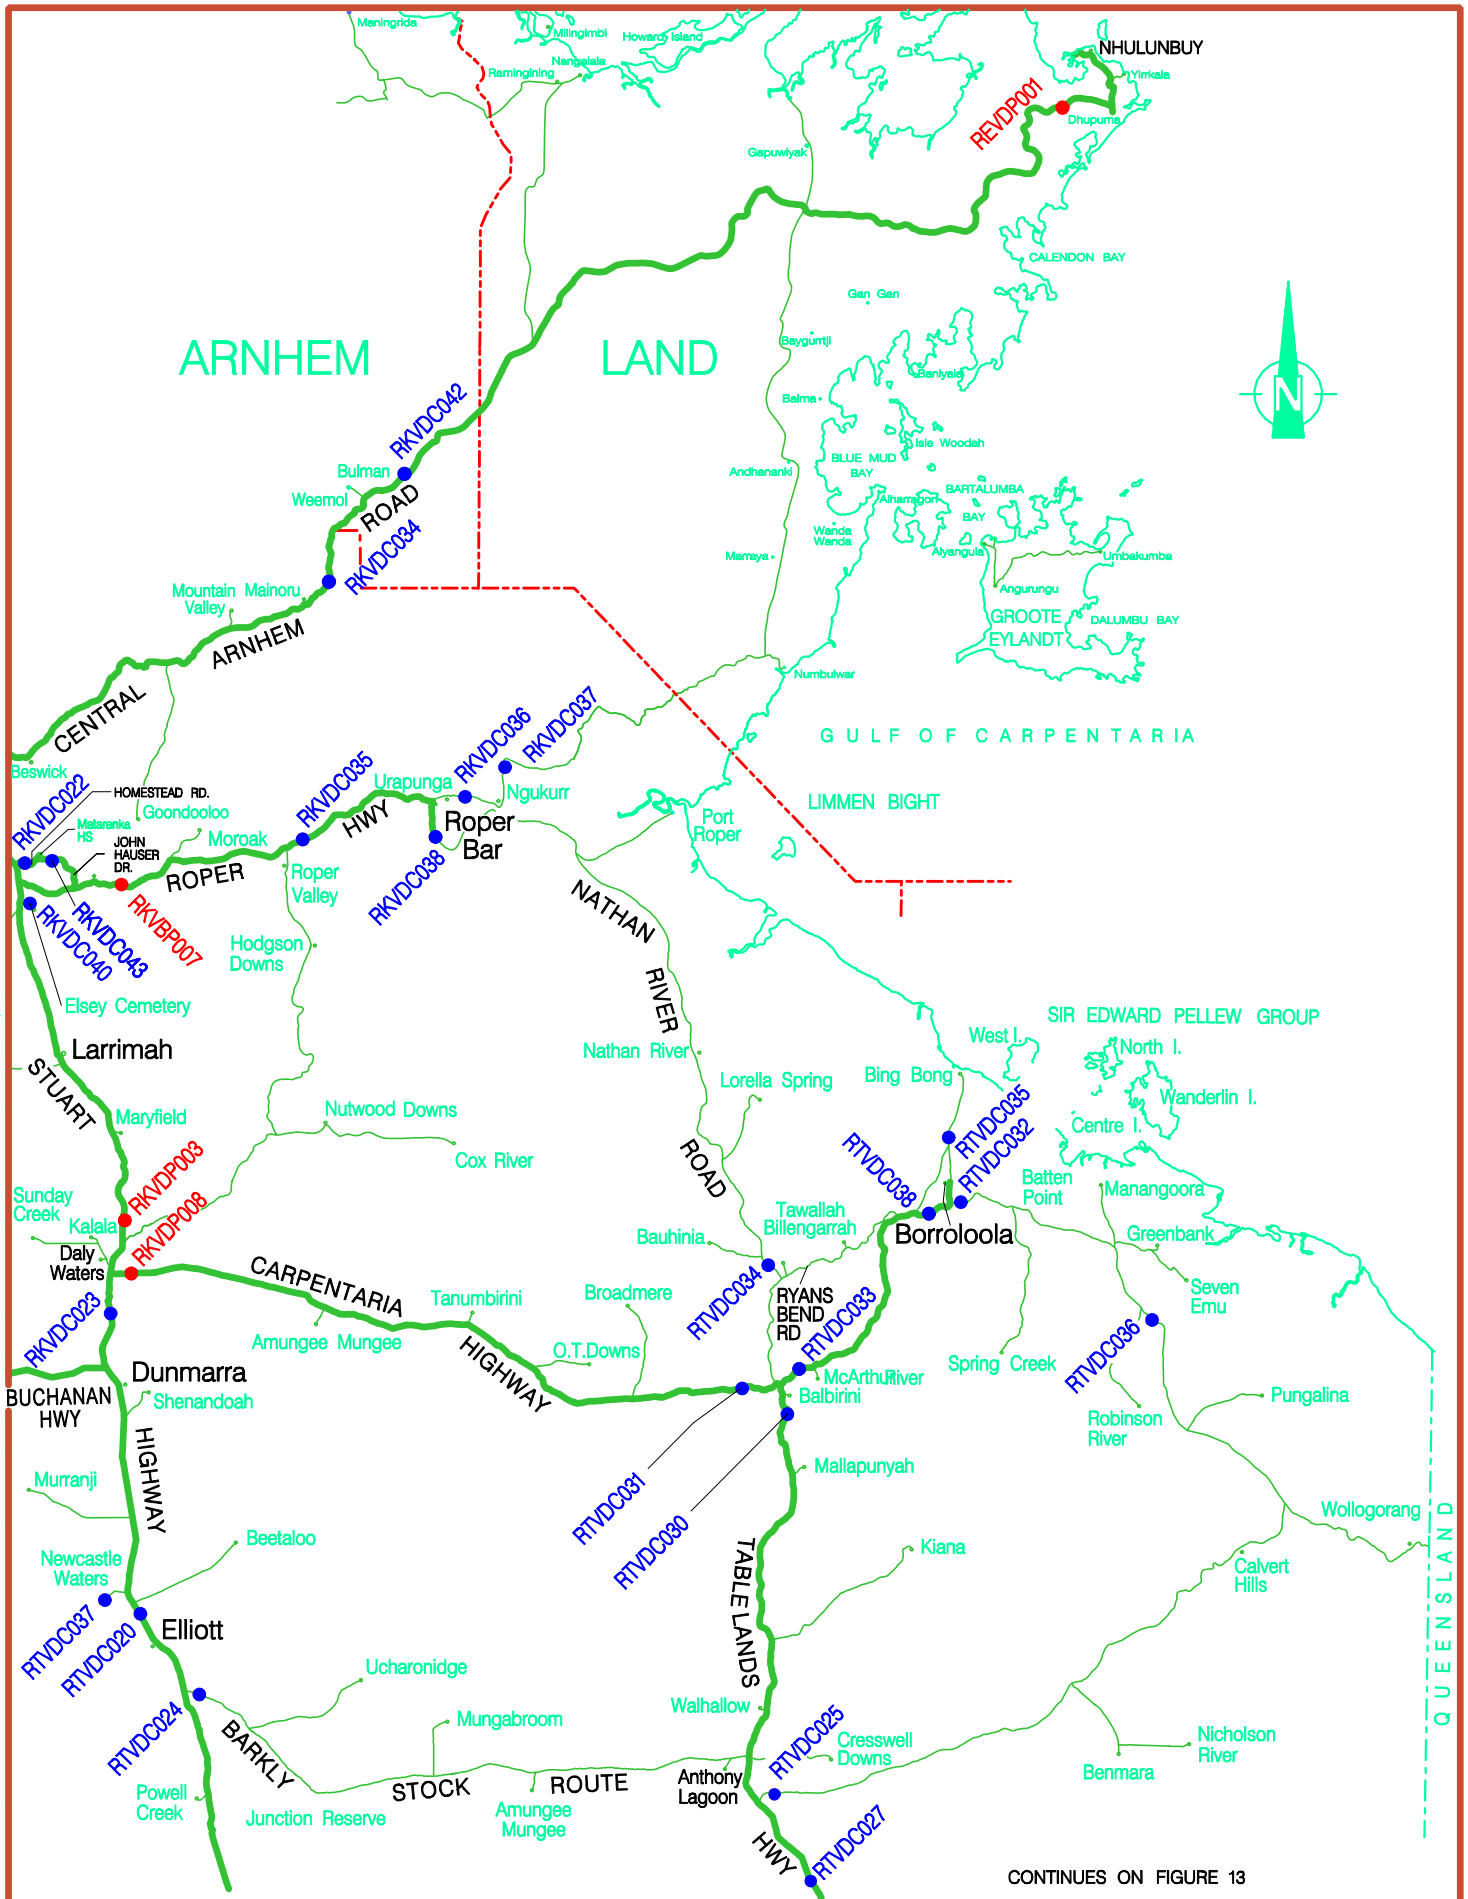 Maningrida
Milingimbi
Howard Island
Nangalala
Ramingining
NHULUNBUY
Yirrkala
REVDP001
Dhupuma
Gapuwiyak
CALENDON BAY
Gan Gan
Baygurrtji
ARNHEM LAND
Baniyala
N
Balma
RKVDC042
Isle Woodah
BLUE MUD
BAY
Bulman
Andhananki
Weemol
BARTALUMBA
BAY
Alharragon
ROAD
RKVDC034
Wanda
Wanda
Alyangula
Umbakumba
Marraya
Mountain
Valley
Mainoru
Angurungu
GROOTE
EYLANDT
DALUMBU BAY
ARNHEM
Numbulwar
CENTRAL
GULF OF CARPENTARIA
RKVDC036
RKVDC037
Beswick
RKVDC022
HOMESTEAD RD.
RKVDC035
Urapunga
Ngukurr
LIMMEN BIGHT
Goondooloo
Mataranka
HS
HWY
Roper
Bar
Port
Roper
JOHN
HAUSER
DR.
Moroak
ROPER
Roper
Valley
RKVDC038
NATHAN
RKVBP007
RKVDC043
RKVDC040
Hodgson
Downs
Elsey Cemetery
RIVER
SIR EDWARD PELLEW GROUP
West I.
North I.
Larrimah
Nathan River
Bing Bong
STUART
Lorella Spring
Wanderlin I.
Centre I.
Maryfield
Nutwood Downs
RTVDC035
RTVDC032
Cox River
ROAD
RTVDC038
RKVDP003
RKVDP008
Batten
Point
Manangoora
Sunday
Creek
Kalala
Tawallah
Billengarrah
Borroloola
Bauhinia
Greenbank
Daly
Waters
CARPENTARIA
RTVDC034
RYANS
BEND
RD
Seven
Emu
RKVDC023
Broadmere
Tanumbirini
RTVDC033
Amungee Mungee
HIGHWAY
O.T.Downs
RTVDC036
Spring Creek
Dunmarra
McArthur River
Balbirini
BUCHANAN
HWY
Shenandoah
Pungalina
Robinson
River
HIGHWAY
Murranji
RTVDC031
Mallapunyah
RTVDC030
Wollogorang
QUEENSLAND
Beetaloo
Kiana
Newcastle
Waters
TABLELANDS
Calvert
Hills
RTVDC037
RTVDC020
Elliott
Ucharonidge
RTVDC024
Walhallow
RTVDC025
Mungabroom
BARKLY
Cresswell
Downs
Nicholson
River
STOCK
ROUTE
Anthony
Lagoon
Benmara
Powell
Creek
Junction Reserve
Amungee
Mungee
HWY
RTVDC027
CONTINUES ON FIGURE 13